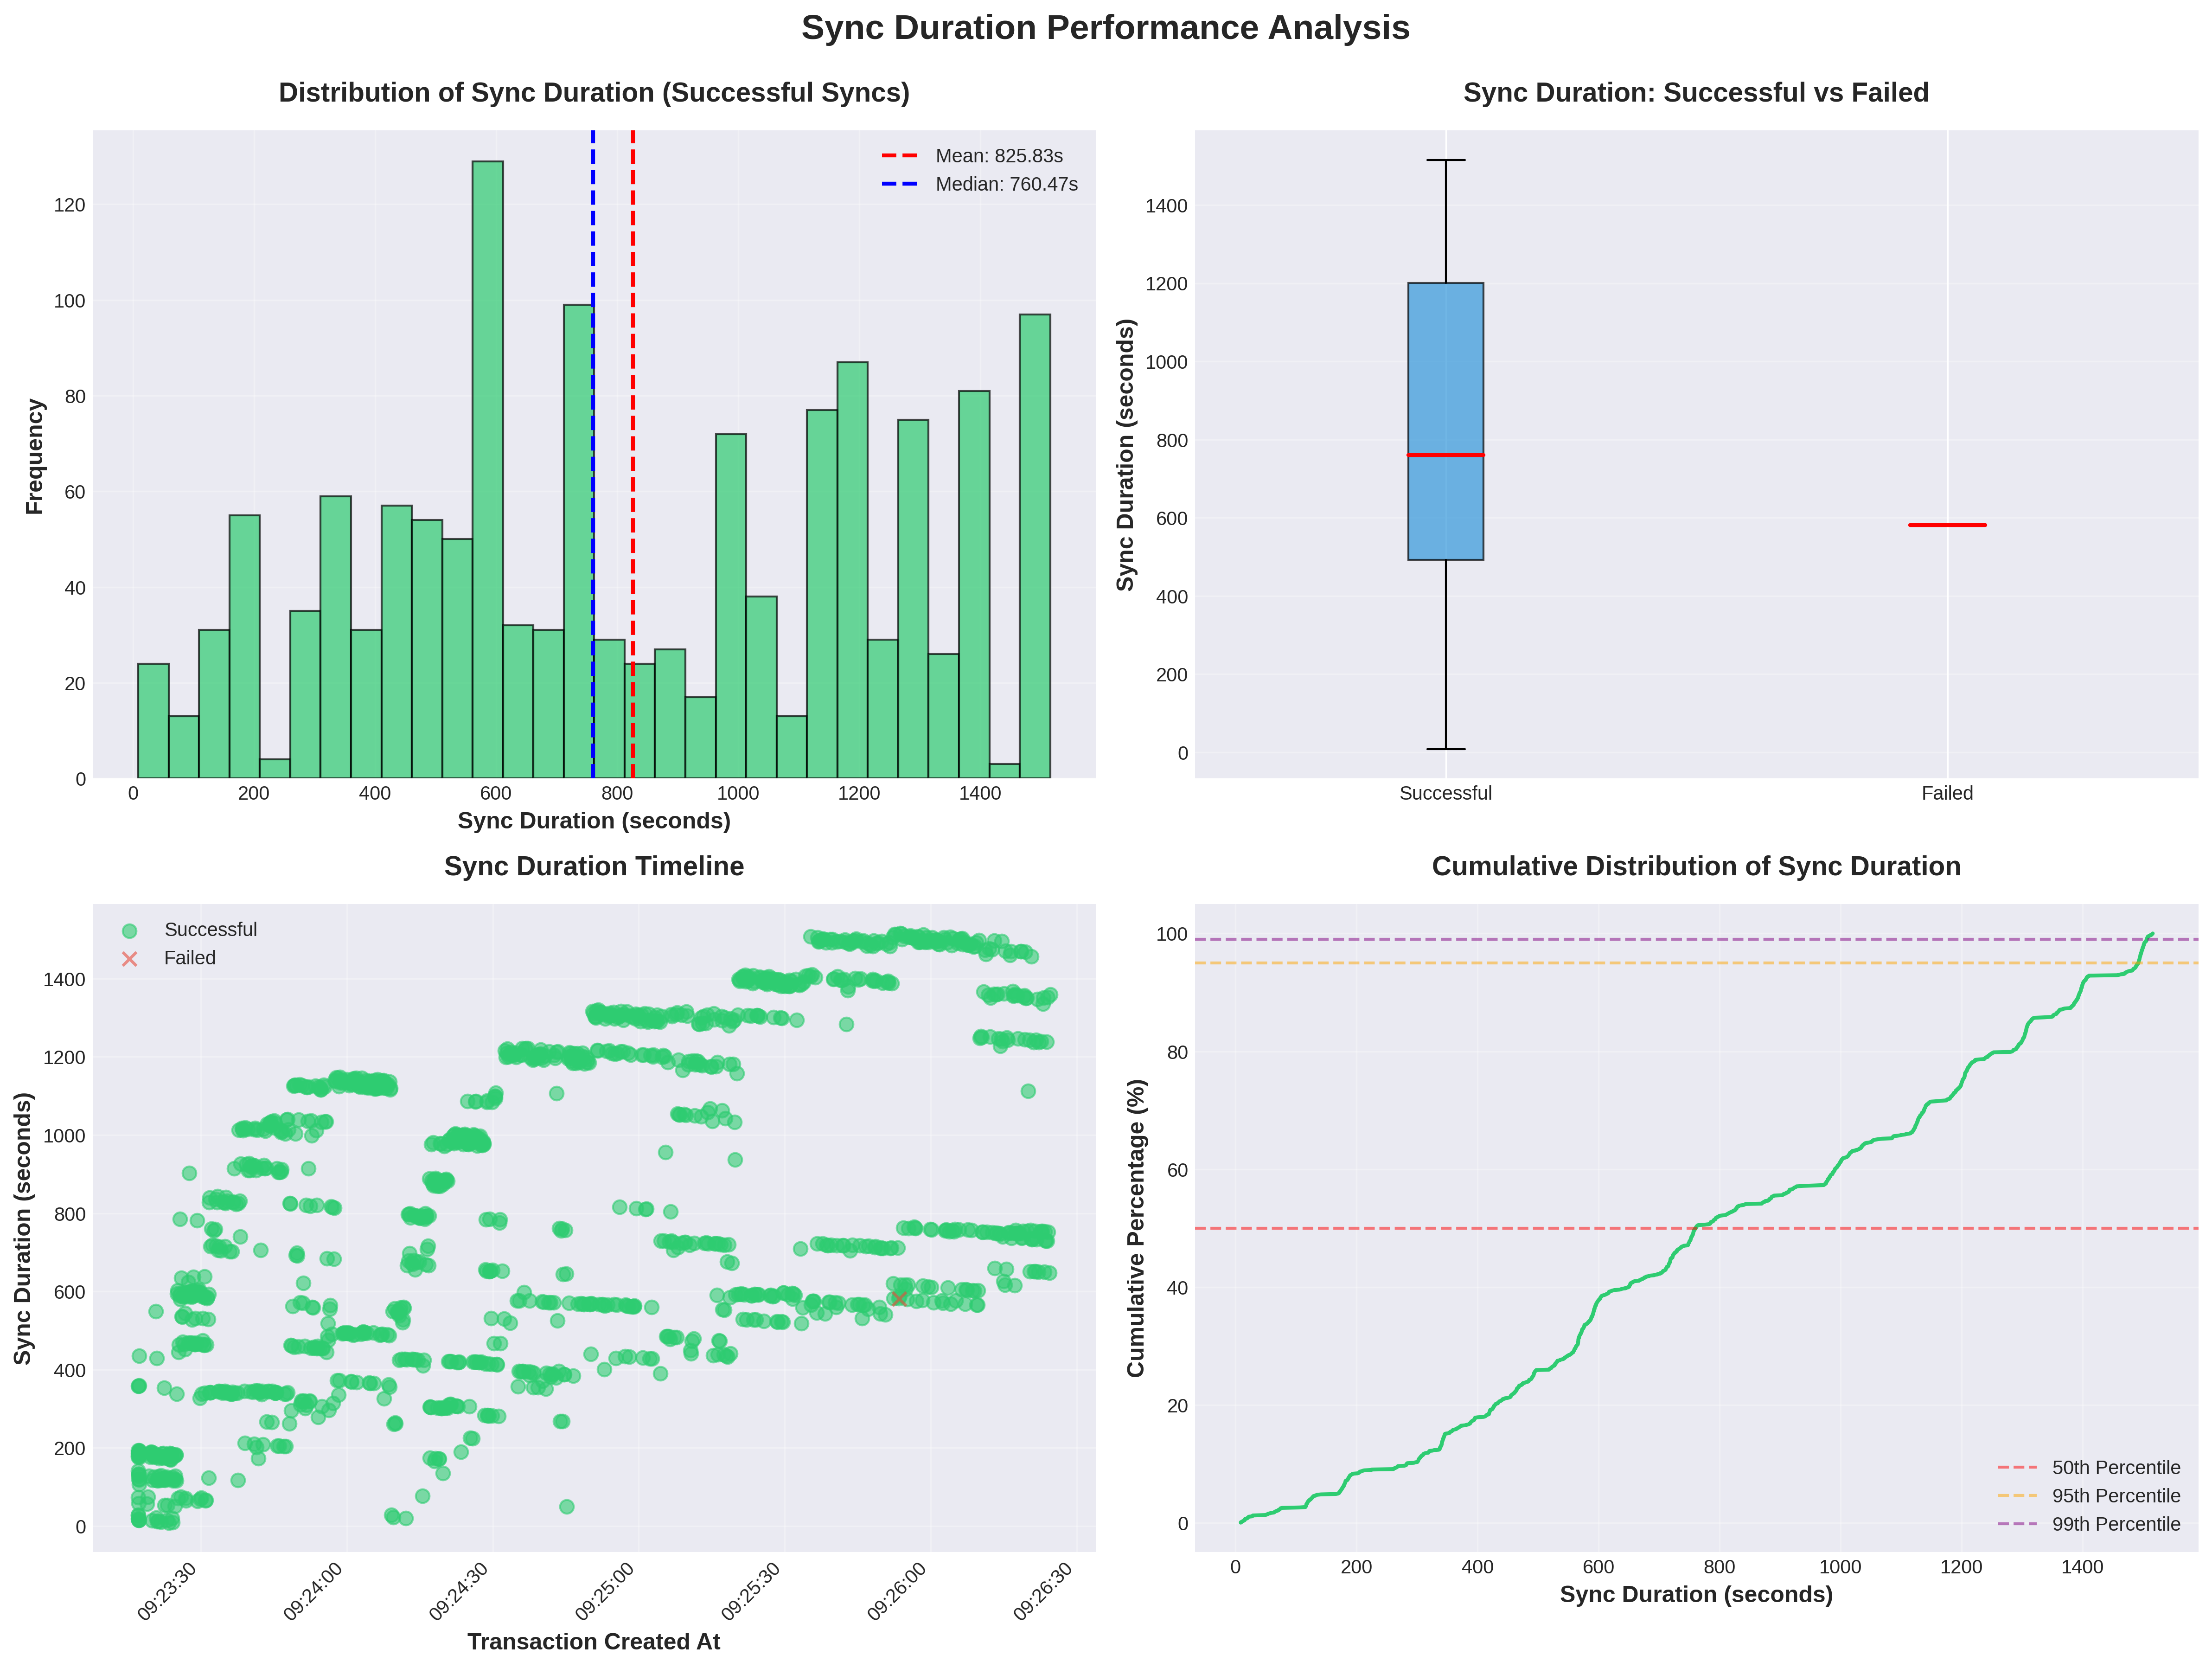 Sync Duration Performance Analysis
Distribution of Sync Duration (Successful Syncs)
Mean: 825.83s
Median: 760.47s
Frequency
0
20
40
60
80
100
120
0 200 400 600 800 1000 1200 1400
Sync Duration (seconds)
Sync Duration: Successful vs Failed
Sync Duration (seconds)
1400
1200
1000
800
600
400
200
0
Successful Failed
Sync Duration Timeline
Successful
Failed
Sync Duration (seconds)
1400
1200
1000
800
600
400
200
0
09:23:30 09:24:00 09:24:30 09:25:00 09:25:30 09:26:00 09:26:30
Transaction Created At
Cumulative Distribution of Sync Duration
Cumulative Percentage (%)
100
80
60
40
20
0
50th Percentile
95th Percentile
99th Percentile
0 200 400 600 800 1000 1200 1400
Sync Duration (seconds)